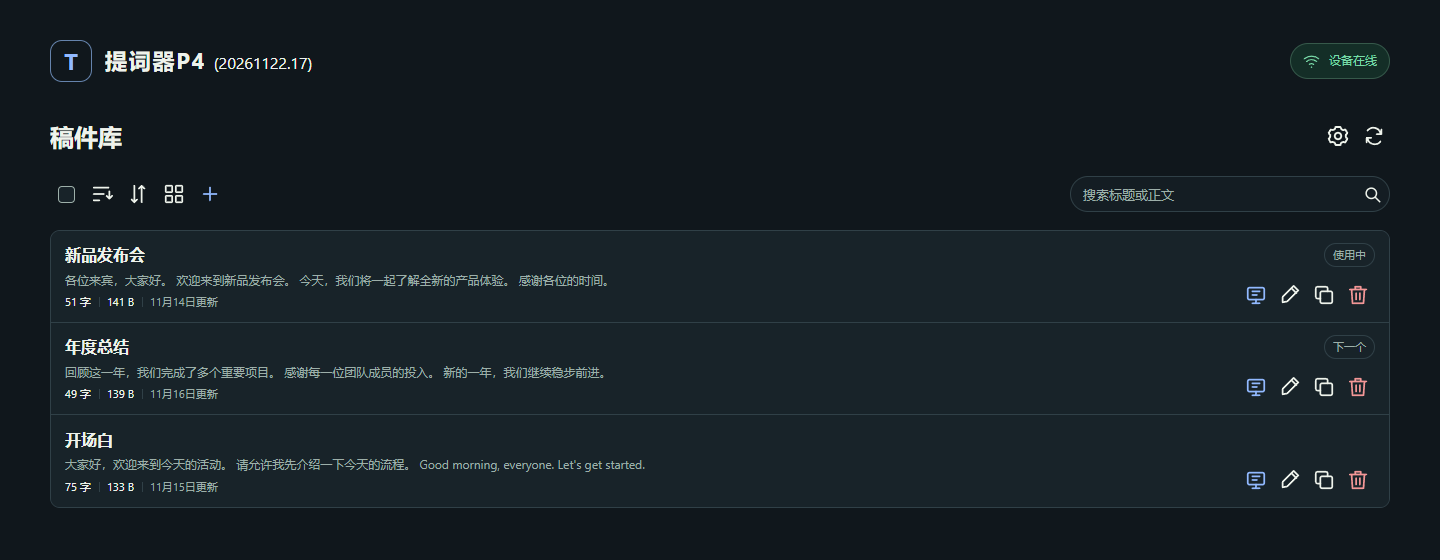 T 提词器P4 (20261122.17) 设备在线
稿件库
搜索标题或正文
新品发布会 使用中
各位来宾，大家好。 欢迎来到新品发布会。 今天，我们将一起了解全新的产品体验。 感谢各位的时间。
51 字 | 141 B | 11月14日更新
年度总结 下一个
回顾这一年，我们完成了多个重要项目。 感谢每一位团队成员的投入。 新的一年，我们继续稳步前进。
49 字 | 139 B | 11月16日更新
开场白
大家好，欢迎来到今天的活动。 请允许我先介绍一下今天的流程。 Good morning, everyone. Let's get started.
75 字 | 133 B | 11月15日更新